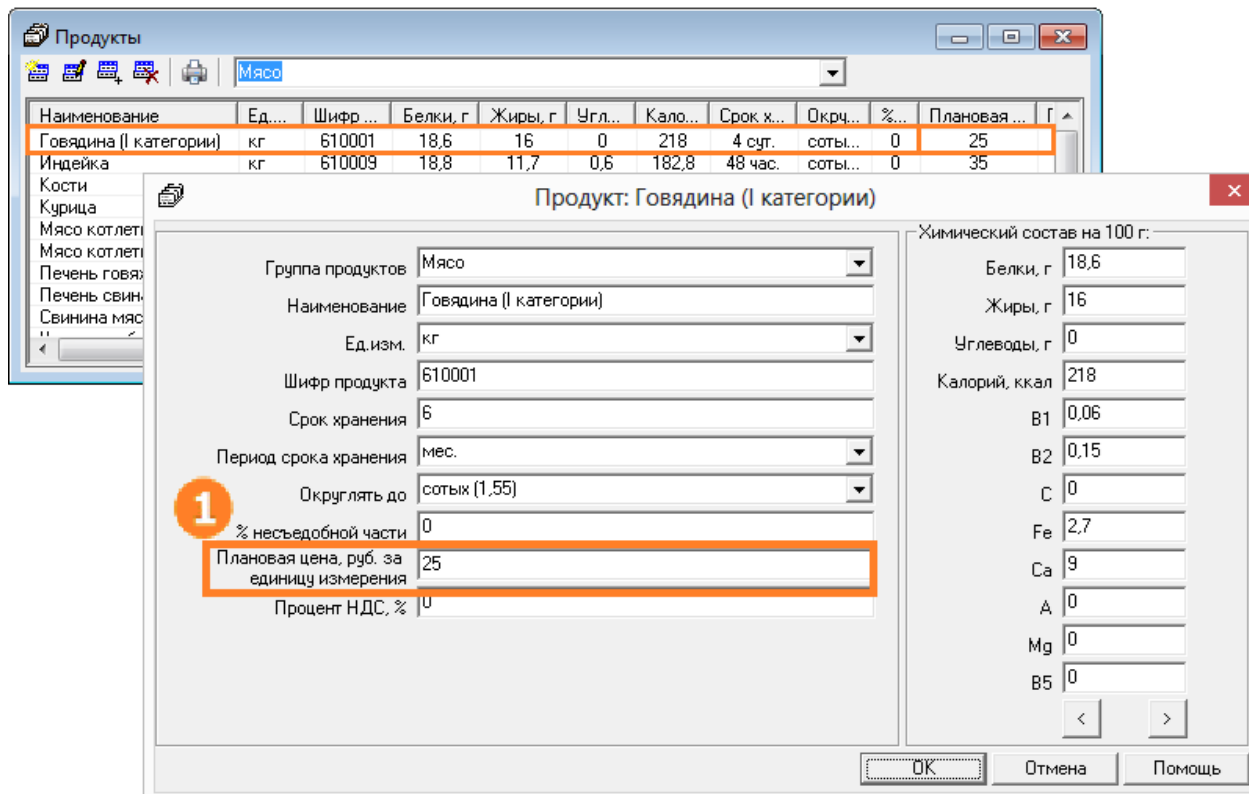 Продукты
Мясо
Наименование Ед.... Шифр ... Белки, г Жиры, г Угл... Кало... Срок х... Окру... %... Плановая ...
Говядина (I категории) кг 610001 18,6 16 0 218 4 сут. соты... 0 25
Индейка кг 610009 18,8 11,7 0,6 182,8 48 час. соты... 0 35
Кости
Курица
Мясо котлет
Мясо котлет
Печень говя
Печень свин
Свинина мяс
Продукт: Говядина (I категории)
Группа продуктов Мясо
Наименование Говядина (I категории)
Ед.изм. кг
Шифр продукта 610001
Срок хранения 6
Период срока хранения мес.
Округлять до сотых (1,55)
1
% несъедобной части 0
Плановая цена, руб. за
единицу измерения 25
Процент НДС, % 0
Химический состав на 100 г:
Белки, г 18,6
Жиры, г 16
Углеводы, г 0
Калорий, ккал 218
B1 0,06
B2 0,15
C 0
Fe 2,7
Ca 9
A 0
Mg 0
B5 0
< >
OK Отмена Помощь